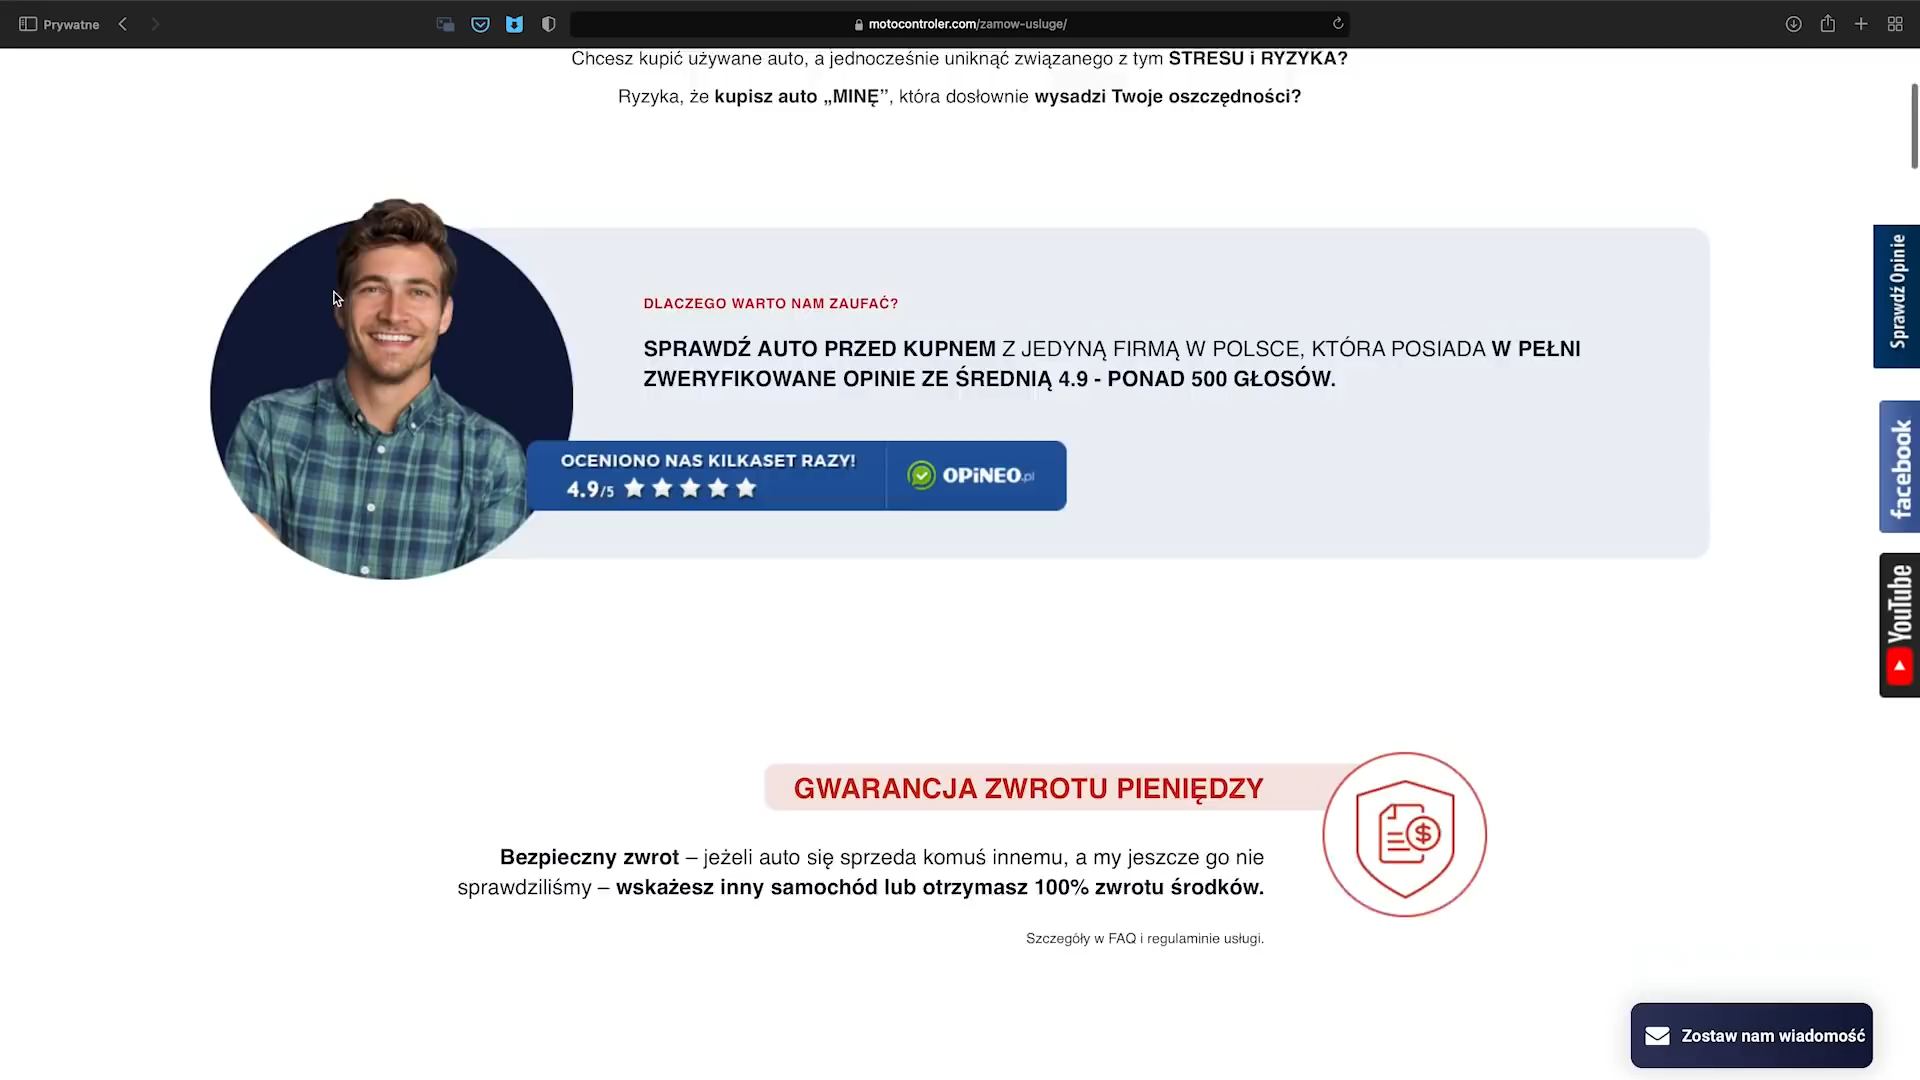 Prywatne
motocontroler.com/zamow-usluge/
Chcesz kupić używane auto, a jednocześnie uniknąć związanego z tym STRESU i RYZYKA?
Ryzyka, że kupisz auto „MINĘ”, która dosłownie wysadzi Twoje oszczędności?
DLACZEGO WARTO NAM ZAUFAĆ?
SPRAWDŹ AUTO PRZED KUPNEM Z JEDYNĄ FIRMĄ W POLSCE, KTÓRA POSIADA W PEŁNI
ZWERYFIKOWANE OPINIE ZE ŚREDNIĄ 4.9 - PONAD 500 GŁOSÓW.
OCENIONO NAS KILKASET RAZY!
4.9/5
OPiNEO.pl
Sprawdź Opinie
facebook
YouTube
GWARANCJA ZWROTU PIENIĘDZY
Bezpieczny zwrot – jeżeli auto się sprzeda komuś innemu, a my jeszcze go nie
sprawdziliśmy – wskażesz inny samochód lub otrzymasz 100% zwrotu środków.
Szczegóły w FAQ i regulaminie usługi.
Zostaw nam wiadomość